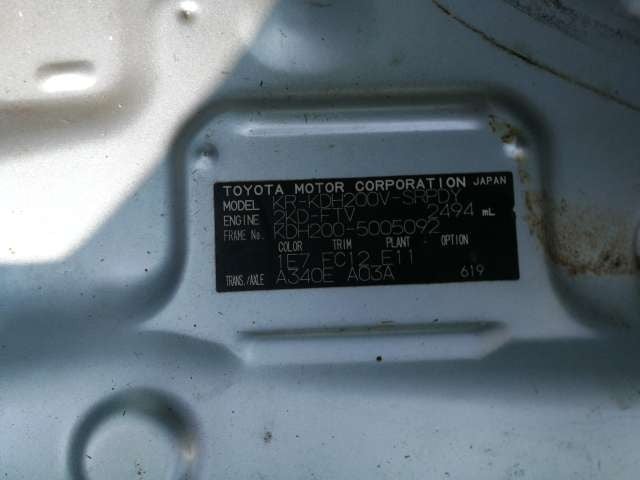 TOYOTA MOTOR CORPORATION JAPAN
MODEL KR-KDH200V-SRPDY
ENGINE 2KD-FTV 2494 mL
FRAME No. KDH200-5005092
COLOR TRIM PLANT OPTION
1E7 FC12 E11
TRANS./AXLE A340E A03A 619